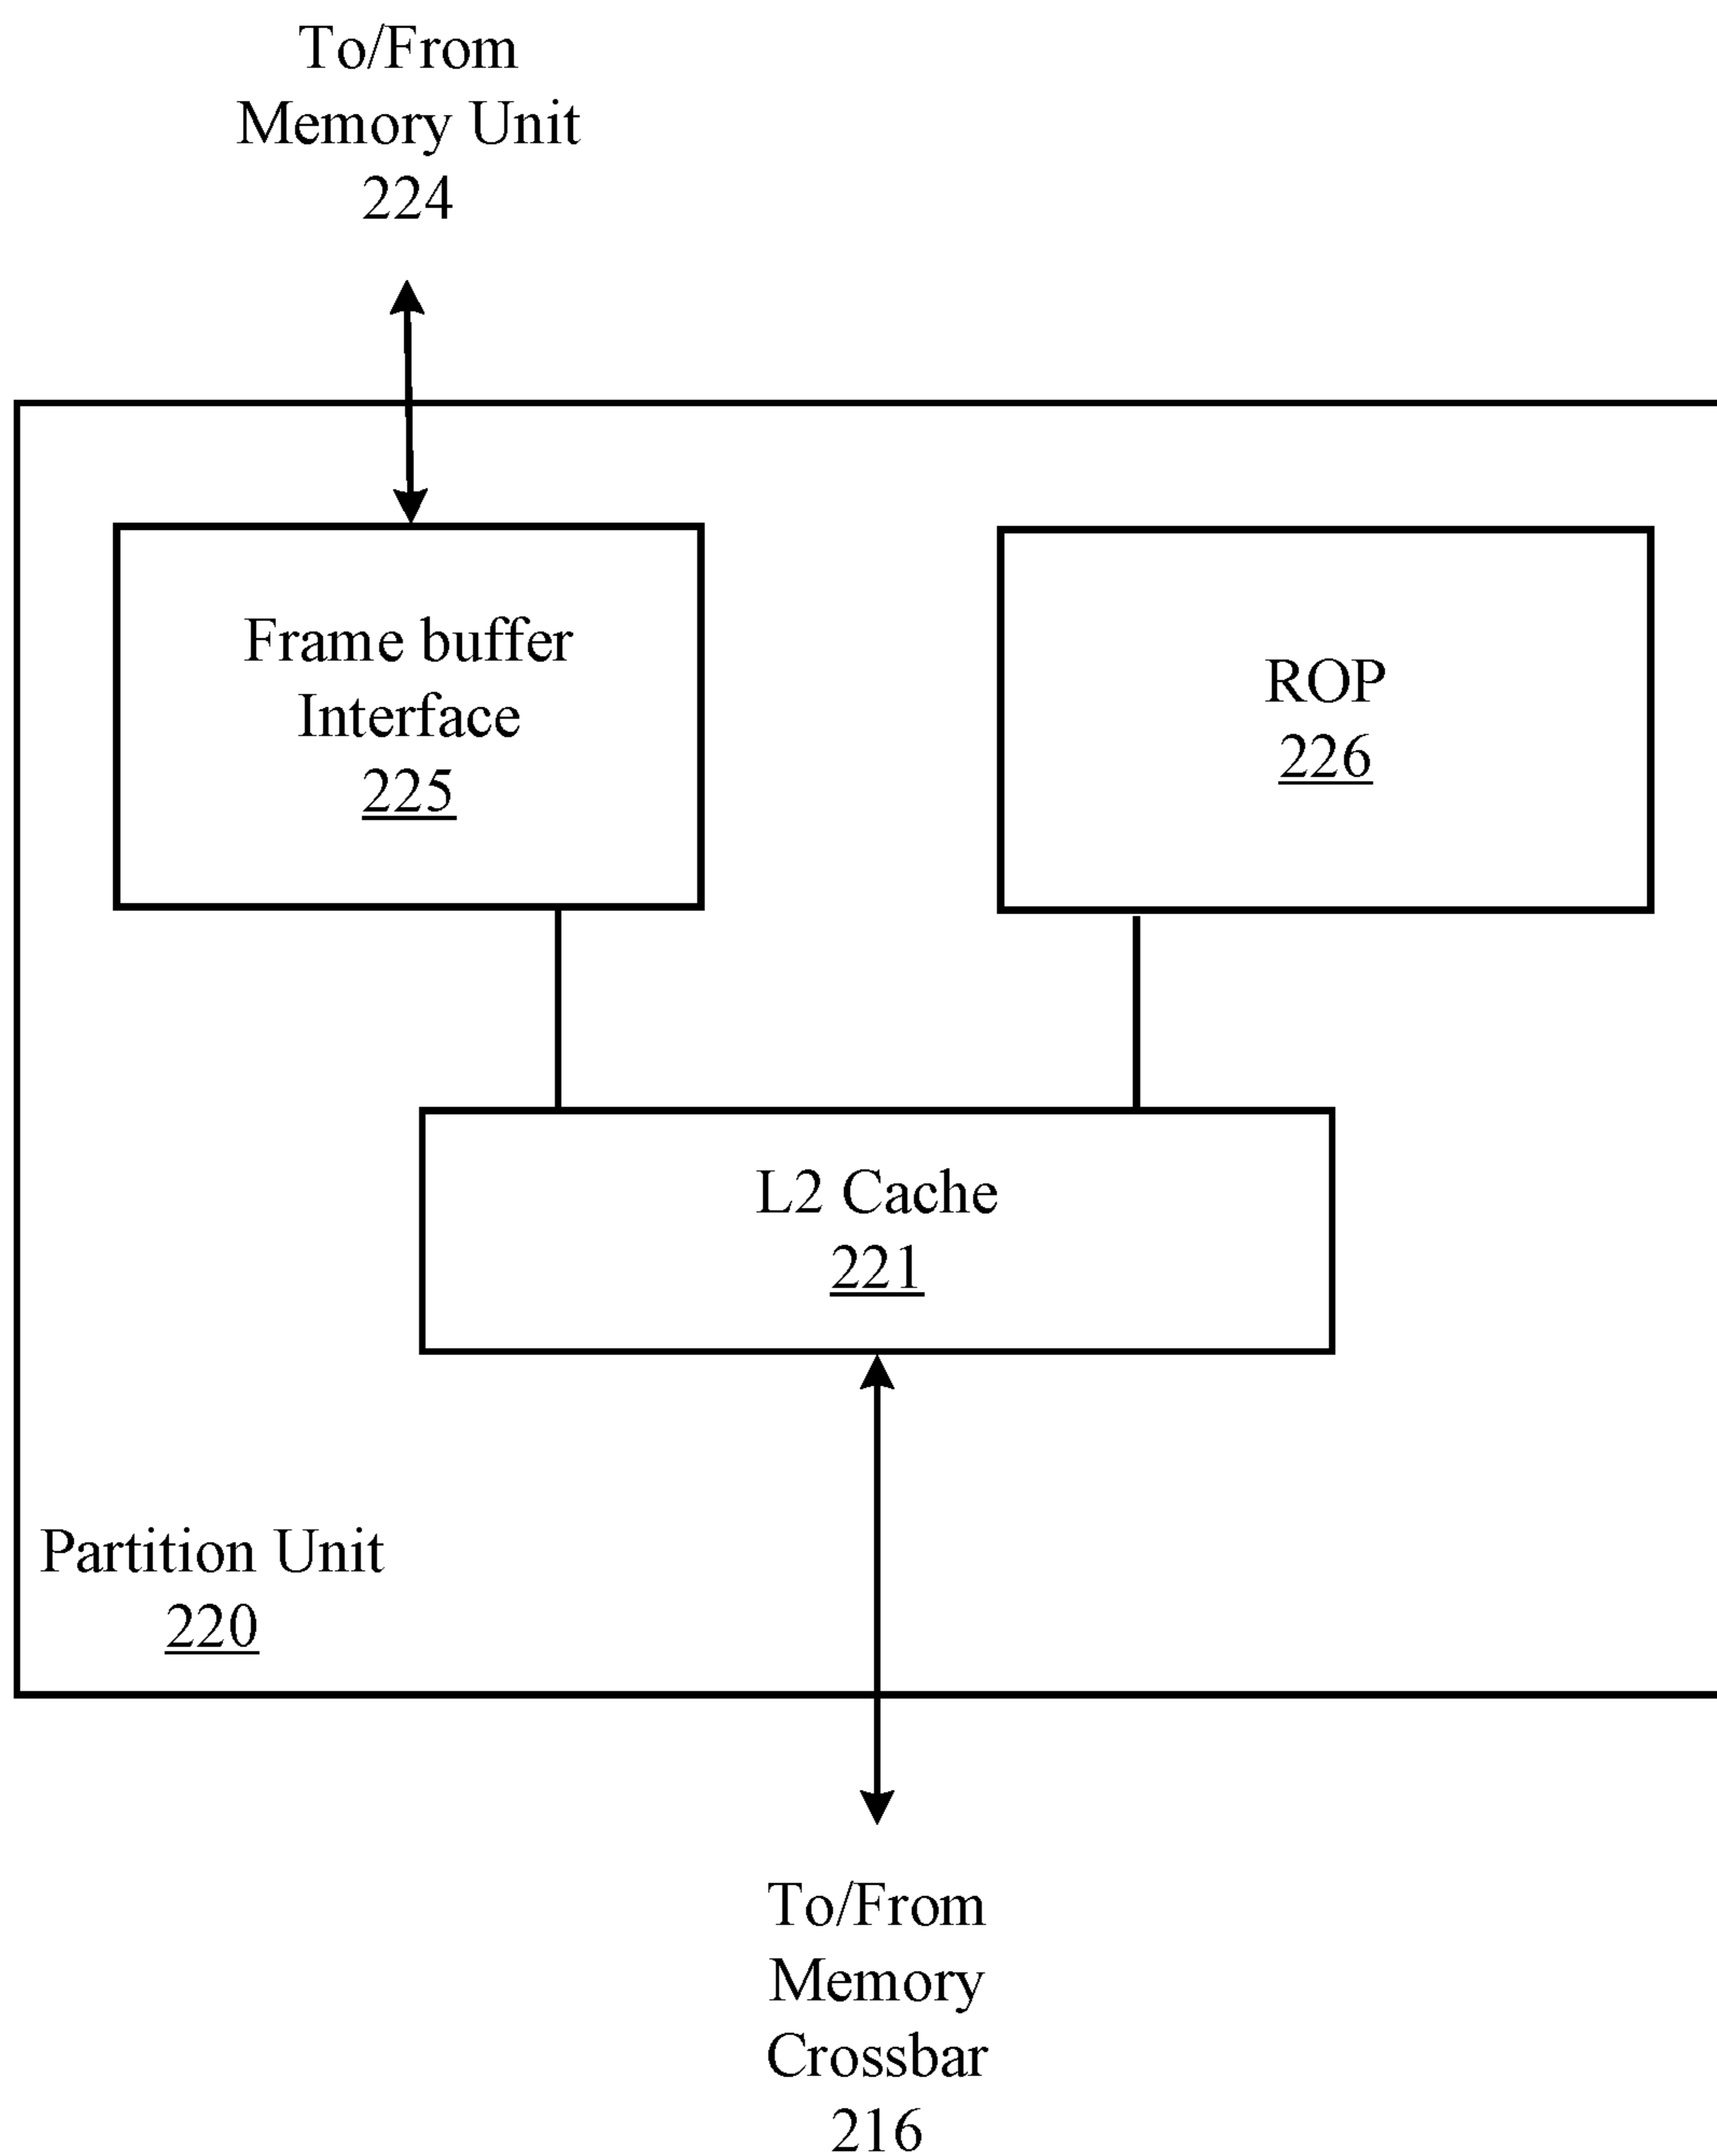 To/From
Memory Unit
224
Frame buffer
Interface
225
ROP
226
L2 Cache
221
Partition Unit
220
To/From
Memory
Crossbar
216